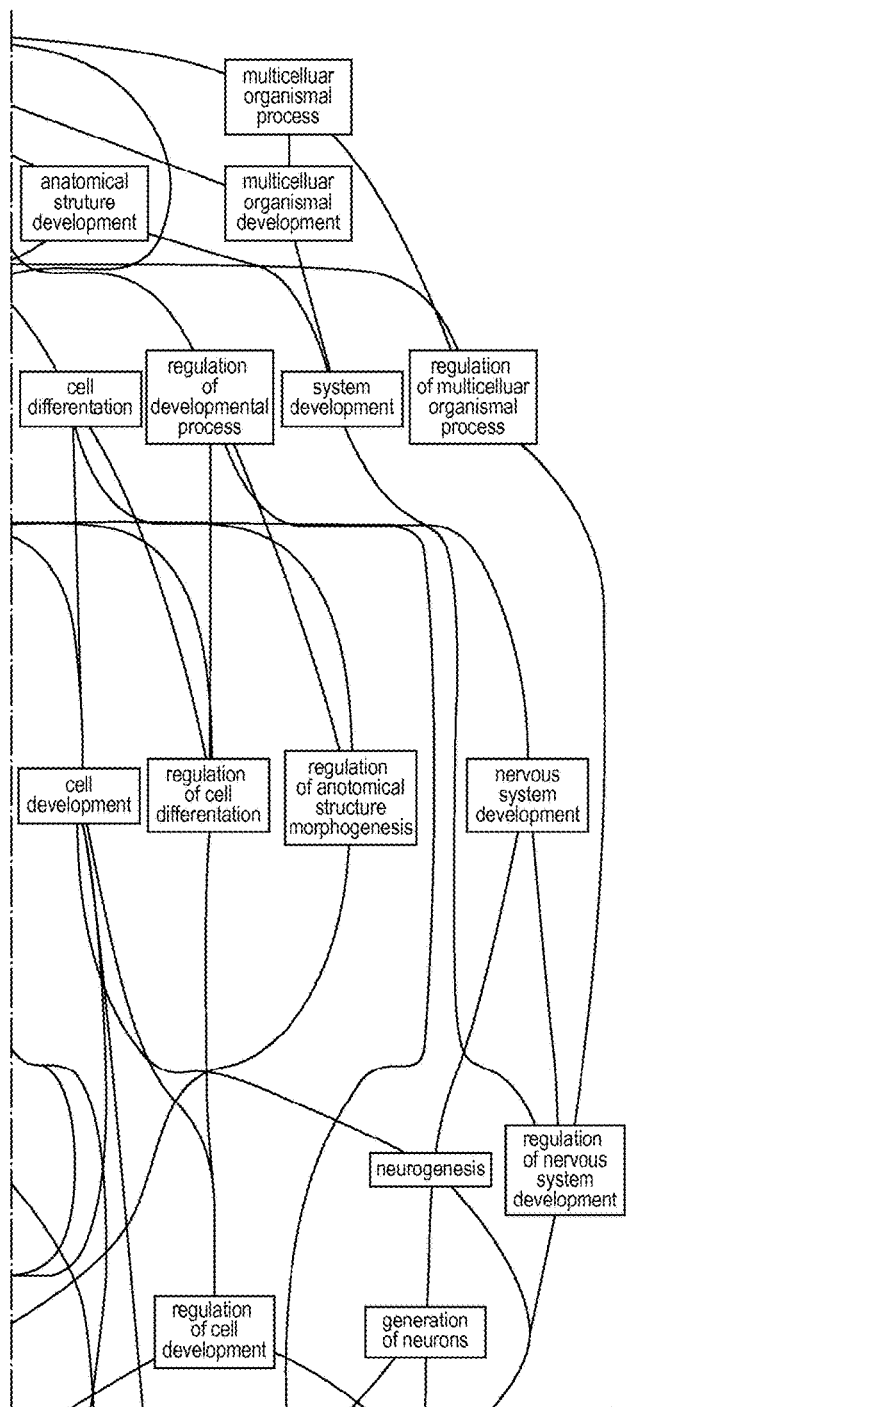 multicelluar
organismal
process
anatomical
struture
development
multicelluar
organismal
development
cell
differentation
regulation
of
developmental
process
system
development
regulation
of multicelluar
organismal
process
cell
development
regulation
of cell
differentation
regulation
of anotomical
structure
morphogenesis
nervous
system
development
neurogenesis
regulation
of nervous
system
development
regulation
of cell
development
generation
of neurons